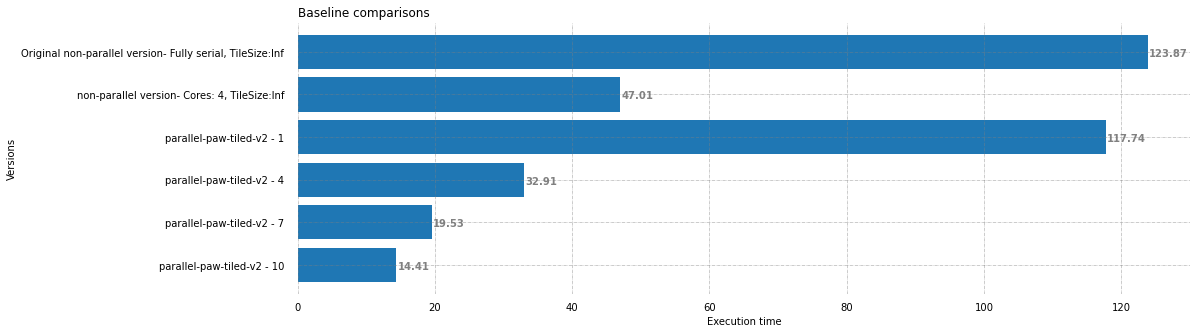 Baseline comparisons
Original non-parallel version- Fully serial, TileSize:Inf
123.87
non-parallel version- Cores: 4, TileSize:Inf
47.01
parallel-paw-tiled-v2 - 1
117.74
parallel-paw-tiled-v2 - 4
32.91
parallel-paw-tiled-v2 - 7
19.53
parallel-paw-tiled-v2 - 10
14.41
Versions
0 20 40 60 80 100 120
Execution time